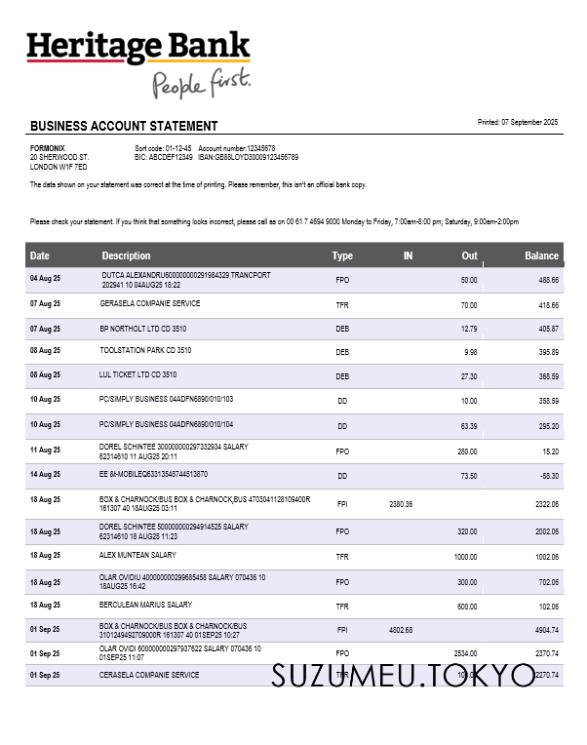 Heritage Bank
People first.
BUSINESS ACCOUNT STATEMENT
Printed: 07 September 2025
FORMONIX Sort code: 01-12-45 Account number:12345678
20 SHERWOOD ST. BIC: ABCDEF12349 IBAN:GB88LOYD30009123456789
LONDON W1F 7ED
The data shown on your statement was correct at the time of printing. Please remember, this isn't an official bank copy.
Please check your statement. If you think that something looks incorrect, please call as on 00 61 7 4694 9000 Monday to Friday, 7:00am-8:00 pm; Saturday, 9:00am-2:00pm
Date Description Type IN Out Balance
04 Aug 25 DUTCA ALEXANDRU600000000291984329 TRANCPORT FPO 50.00 488.66
202941 10 04AUG25 18:22
07 Aug 25 GERASELA COMPANIE SERVICE TFR 70.00 418.66
07 Aug 25 BP NORTHOLT LTD CD 3510 DEB 12.79 405.87
08 Aug 25 TOOLSTATION PARK CD 3510 DEB 9.98 395.89
08 Aug 25 LUL TICKET LTD CD 3510 DEB 27.30 368.59
10 Aug 25 PC/SIMPLY BUSINESS 04ADFN6890/010/103 DD 10.00 358.59
10 Aug 25 PC/SIMPLY BUSINESS 04ADFN6890/010/104 DD 63.39 295.20
11 Aug 25 DOREL SCHINTEE 300000000297332934 SALARY FPO 280.00 15.20
62314610 11 AUG25 20:11
14 Aug 25 EE &I-MOBILEQ63313548744513870 DD 73.50 -58.30
18 Aug 25 BOX & CHARNOCK/BUS BOX & CHARNOCK,BUS 4703041128109400R FPI 2380.36 2322.06
161307 40 18AUG25 03:11
18 Aug 25 DOREL SCHINTEE 500000000294914525 SALARY FPO 320.00 2002.06
62314610 18 AUG25 11:23
18 Aug 25 ALEX MUNTEAN SALARY TFR 1000.00 1002.06
18 Aug 25 OLAR OVIDIU 400000000299685458 SALARY 070436 10 FPO 300.00 702.06
18AUG25 16:42
18 Aug 25 BERCULEAN MARIUS SALARY TFR 600.00 102.06
01 Sep 25 BOX & CHARNOCK/BUS BOX & CHARNOCK/BUS FPI 4802.68 4904.74
3101249492709000R 161307 40 01SEP25 10:27
01 Sep 25 OLAR OVIDI 600000000297937622 SALARY 070436 10 FPO 2534.00 2370.74
01SEP25 11:07
01 Sep 25 CERASELA COMPANIE SERVICE TFR 2270.74
SUZUMEU.TOKYO